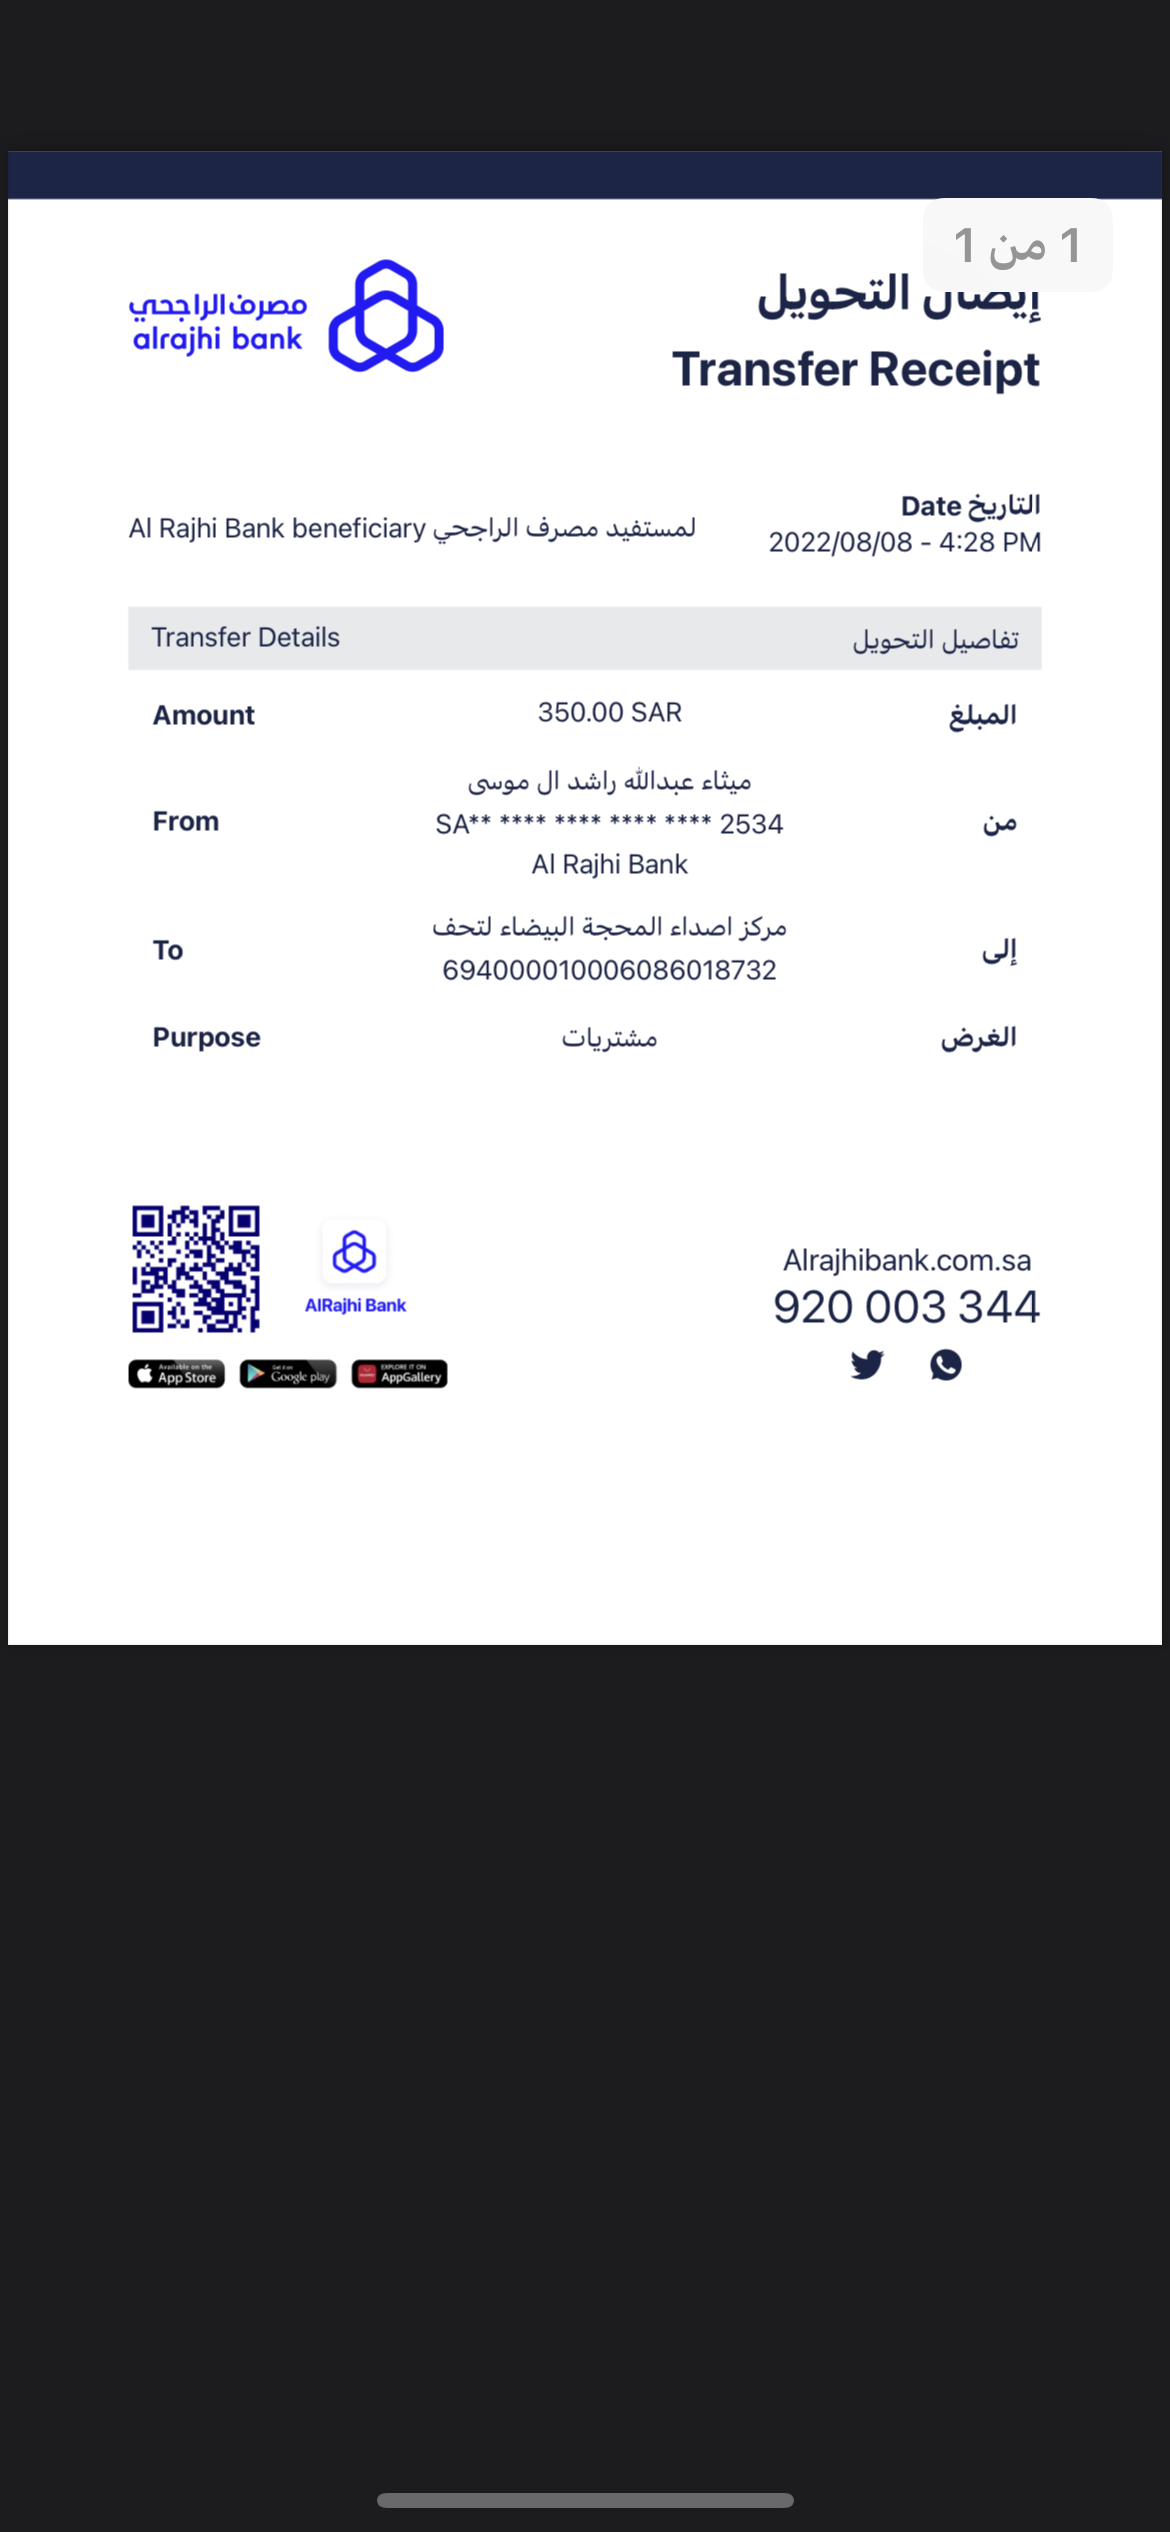 1 من 1
إيصال التحويل
Transfer Receipt
مصرف الراجحي
alrajhi bank
التاريخ Date
2022/08/08 - 4:28 PM
لمستفيد مصرف الراجحي Al Rajhi Bank beneficiary
Transfer Details تفاصيل التحويل
Amount 350.00 SAR المبلغ
ميثاء عبدالله راشد ال موسى
From SA** **** **** **** **** 2534 من
Al Rajhi Bank
مركز اصداء المحجة البيضاء لتحف
To 694000010006086018732 إلى
Purpose مشتريات الغرض
AlRajhi Bank
Available on the App Store
Get it on Google play
EXPLORE IT ON AppGallery
Alrajhibank.com.sa
920 003 344